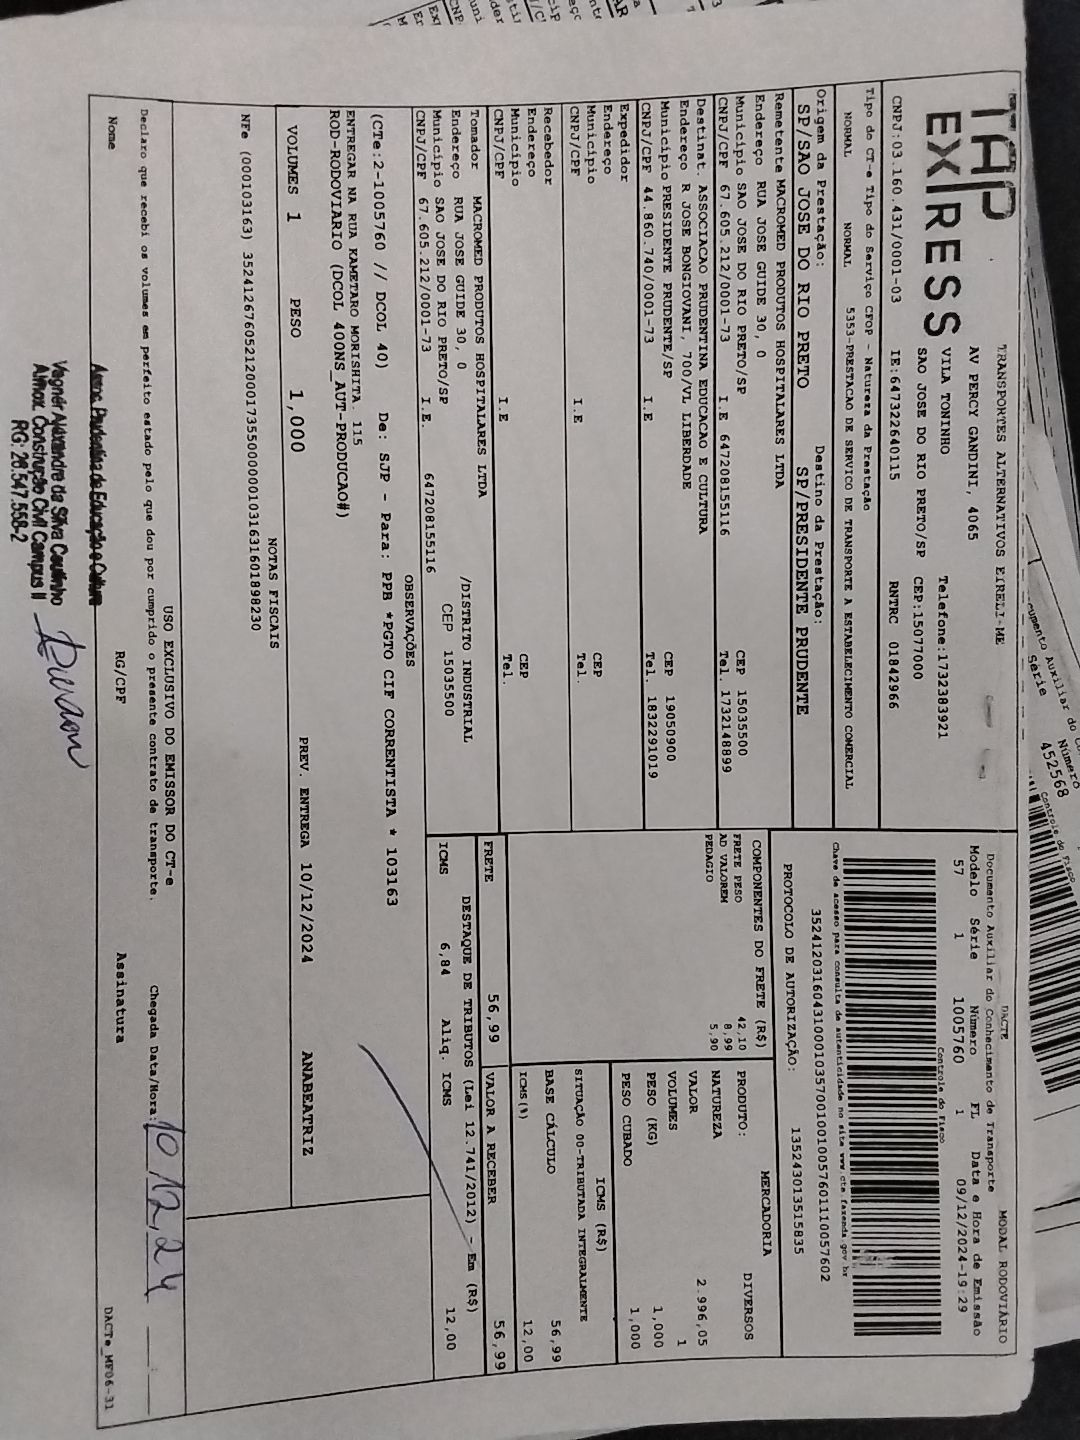 TRANSPORTES ALTERNATIVOS EIRELI-ME
TAP
EXPRESS
AV PERCY GANDINI, 4065
VILA TONINHO
Telefone:1732383921
SAO JOSE DO RIO PRETO/SP
CEP:15077000
CNPJ:03.160.431/0001-03
IE:647322640115
RNTRC 01842966
DACTE
MODAL RODOVIÁRIO
Documento Auxiliar do Conhecimento de Transporte
Modelo Série Número FL Data e Hora de Emissão
57 1 1005760 1 09/12/2024-19:29
Controle do Fisco
Chave de acesso para consulta de autenticidade no site www.cte.fazenda.gov.br
35241203160431000103570010010057601110057602
PROTOCOLO DE AUTORIZAÇÃO: 135243013515835
Tipo do CT-e Tipo do Serviço CFOP - Natureza da Prestação
NORMAL NORMAL 5353-PRESTACAO DE SERVICO DE TRANSPORTE A ESTABELECIMENTO COMERCIAL
Origem da Prestação: Destino da Prestação:
SP/SAO JOSE DO RIO PRETO SP/PRESIDENTE PRUDENTE
Remetente MACROMED PRODUTOS HOSPITALARES LTDA
Endereço RUA JOSE GUIDE 30, 0
Município SAO JOSE DO RIO PRETO/SP CEP 15035500
CNPJ/CPF 67.605.212/0001-73 I.E 647208155116 Tel. 1732148899
Destinat. ASSOCIACAO PRUDENTINA EDUCACAO E CULTURA
Endereço R JOSE BONGIOVANI, 700/VL LIBERDADE
Município PRESIDENTE PRUDENTE/SP CEP 19050900
CNPJ/CPF 44.860.740/0001-73 I.E Tel. 1832291019
Expedidor
Endereço
Município CEP
CNPJ/CPF I.E Tel.
Recebedor
Endereço
Município CEP
CNPJ/CPF I.E Tel.
Tomador MACROMED PRODUTOS HOSPITALARES LTDA
Endereço RUA JOSE GUIDE 30, 0 /DISTRITO INDUSTRIAL
Município SAO JOSE DO RIO PRETO/SP CEP 15035500
CNPJ/CPF 67.605.212/0001-73 I.E. 647208155116
COMPONENTES DO FRETE (R$)
FRETE PESO 42,10
AD VALOREM 8,99
PEDAGIO 5,90
MERCADORIA
PRODUTO: DIVERSOS
NATUREZA
VALOR 2.996,05
VOLUMES 1
PESO (KG) 1,000
PESO CUBADO 1,000
ICMS (R$)
SITUAÇÃO 00-TRIBUTADA INTEGRALMENTE
BASE CÁLCULO 56,99
ICMS(%) 12,00
FRETE 56,99 VALOR A RECEBER 56,99
DESTAQUE DE TRIBUTOS (Lei 12.741/2012) - Em (R$)
ICMS 6,84 Aliq. ICMS 12,00
OBSERVAÇÕES
(CTe:2-1005760 // DCOL 40) De: SJP - Para: PPB *PGTO CIF CORRENTISTA * 103163
ENTREGAR NA RUA KAMETARO MORISHITA 115
ROD-RODOVIARIO (DCOL 400NS_AUT-PRODUCAO#)
VOLUMES 1 PESO 1,000 PREV. ENTREGA 10/12/2024 ANABEATRIZ
NOTAS FISCAIS
NFe (000103163) 35241267605212000173550000001031631601898230
USO EXCLUSIVO DO EMISSOR DO CT-e
Declaro que recebi os volumes em perfeito estado pelo que dou por cumprido o presente contrato de transporte. Chegada Data/Hora: 10/12/24
Nome RG/CPF Assinatura
DACTe_MF06-31
Assoc. Prudentina de Educação e Cultura
Vagner Alexandre da Silva Coutinho
Almox. Construção Civil Campus II
RG: 26.547.558-2
Série
Número
452568
Controle do Fisco